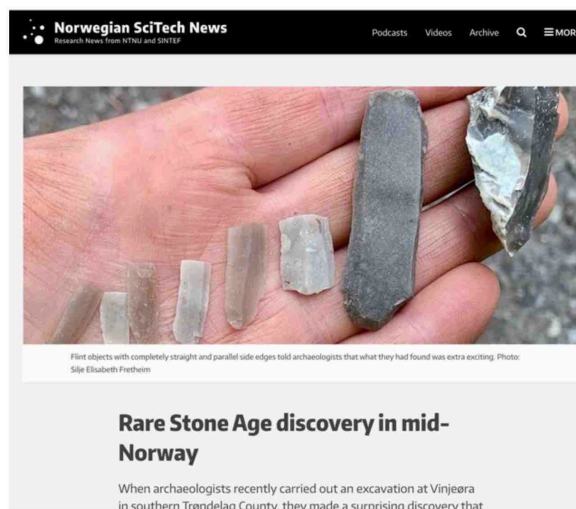 Norwegian SciTech News
Research News from NTNU and SINTEF
Podcasts Videos Archive
Flint objects with completely straight and parallel side edges told archaeologists that what they had found was extra exciting. Photo:
Silje Elisabeth Fretheim
Rare Stone Age discovery in mid-
Norway
When archaeologists recently carried out an excavation at Vinjeøra
in southern Trøndelag County, they made a surprising discovery that